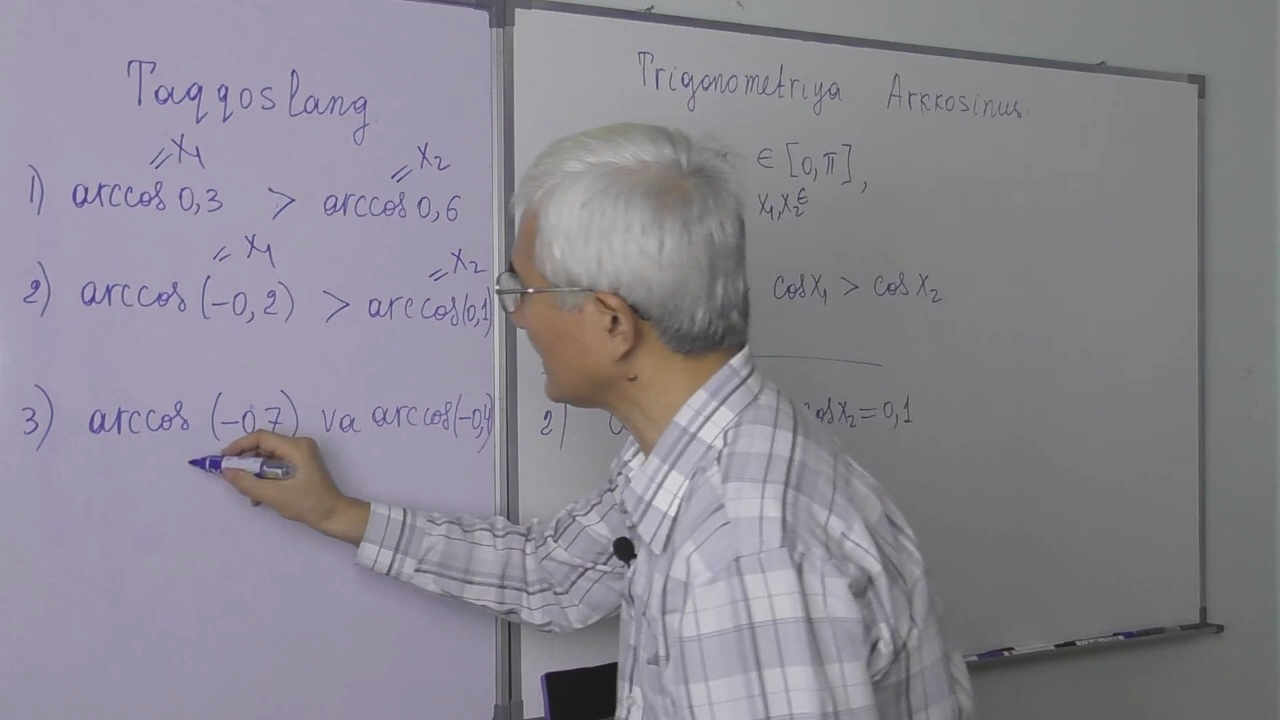 Taqqoslang
= x₁
= x₂
1) arccos 0,3 > arccos 0,6
= x₁
= x₂
2) arccos (-0,2) > arccos(0,1)
3) arccos (-0,7) va arccos(-0,4)
Trigonometriya Arkkosinus
∈ [0, π],
x₁, x₂ ∈
cos x₁ > cos x₂
2) cos x₂ = 0,1